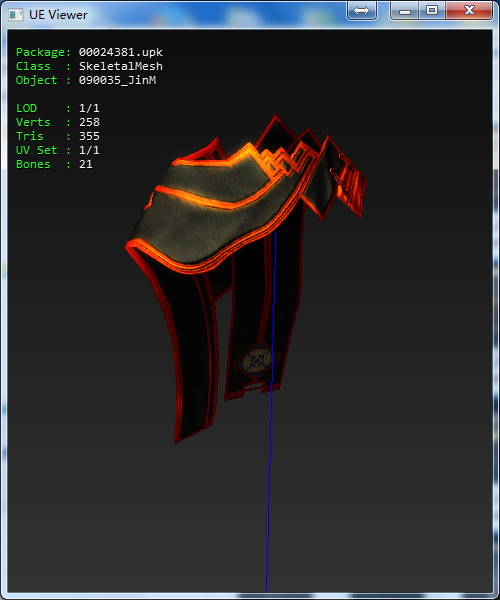 UE Viewer
Package: 00024381.upk
Class : SkeletalMesh
Object : 090035_JinM
LOD : 1/1
Verts : 258
Tris : 355
UV Set : 1/1
Bones : 21